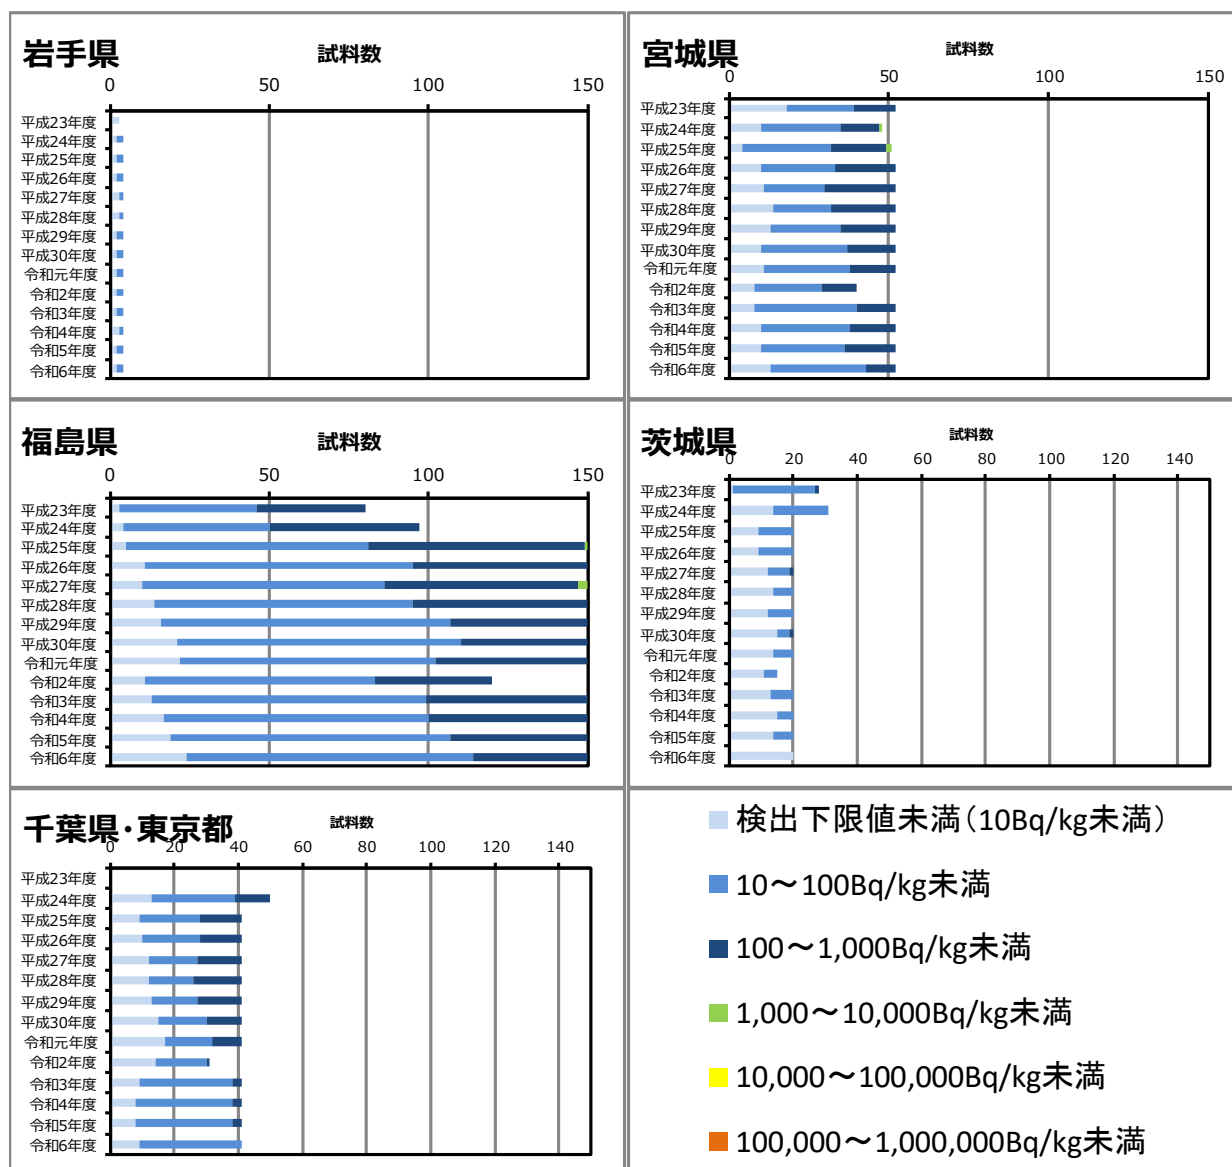 岩手県
試料数
0 50 100 150
平成23年度
平成24年度
平成25年度
平成26年度
平成27年度
平成28年度
平成29年度
平成30年度
令和元年度
令和2年度
令和3年度
令和4年度
令和5年度
令和6年度
宮城県
試料数
0 50 100 150
平成23年度
平成24年度
平成25年度
平成26年度
平成27年度
平成28年度
平成29年度
平成30年度
令和元年度
令和2年度
令和3年度
令和4年度
令和5年度
令和6年度
福島県
試料数
0 50 100 150
平成23年度
平成24年度
平成25年度
平成26年度
平成27年度
平成28年度
平成29年度
平成30年度
令和元年度
令和2年度
令和3年度
令和4年度
令和5年度
令和6年度
茨城県
試料数
0 20 40 60 80 100 120 140
平成23年度
平成24年度
平成25年度
平成26年度
平成27年度
平成28年度
平成29年度
平成30年度
令和元年度
令和2年度
令和3年度
令和4年度
令和5年度
令和6年度
千葉県・東京都
試料数
0 20 40 60 80 100 120 140
平成23年度
平成24年度
平成25年度
平成26年度
平成27年度
平成28年度
平成29年度
平成30年度
令和元年度
令和2年度
令和3年度
令和4年度
令和5年度
令和6年度
検出下限値未満（10Bq/kg未満）
10～100Bq/kg未満
100～1,000Bq/kg未満
1,000～10,000Bq/kg未満
10,000～100,000Bq/kg未満
100,000～1,000,000Bq/kg未満